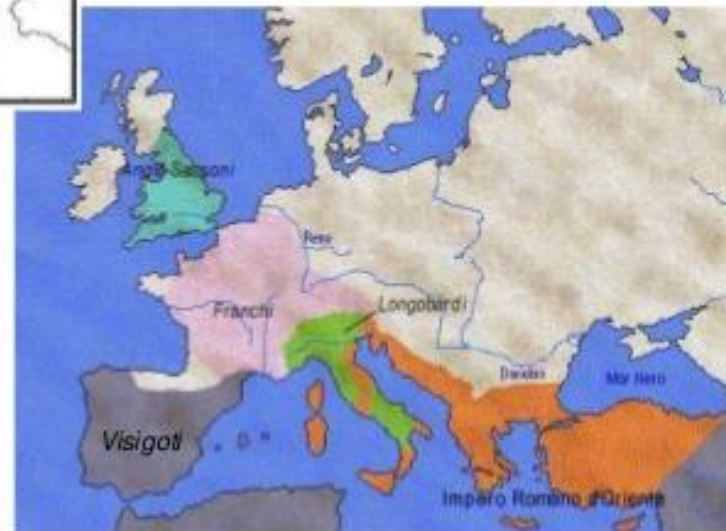 Anglo-Sassoni
Reno
Franchi
Longobardi
Danubio
Mar Nero
Visigoti
Impero Romano d'Oriente